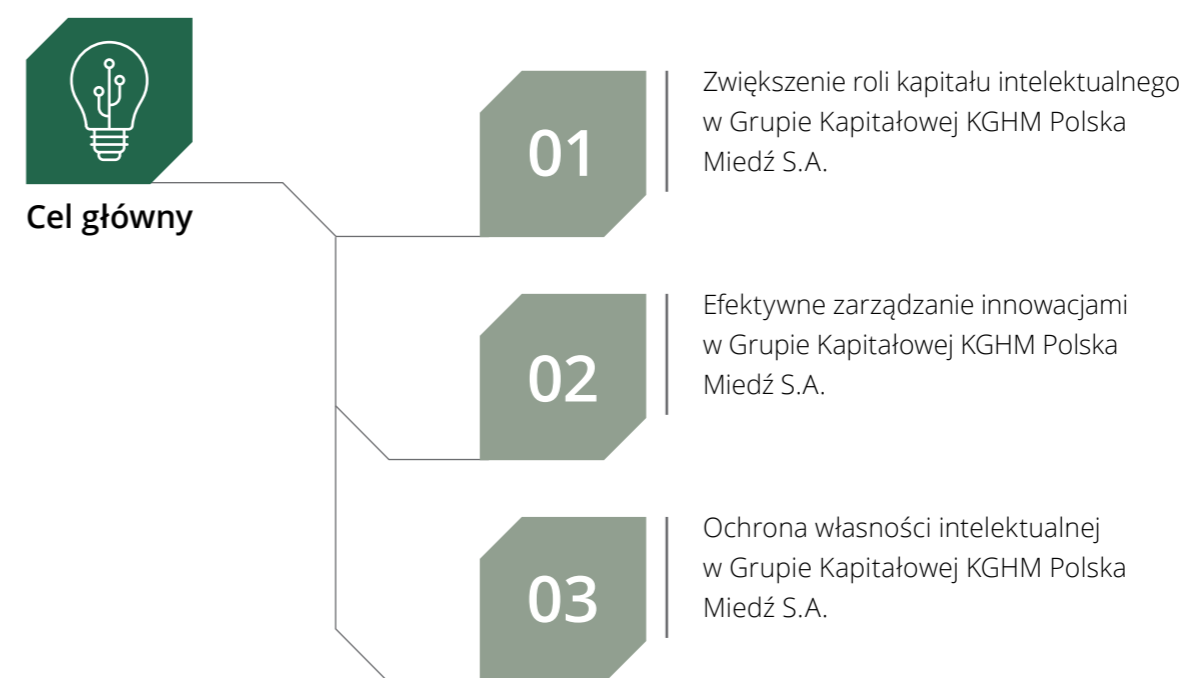 Cel główny
01
Zwiększenie roli kapitału intelektualnego
w Grupie Kapitałowej KGHM Polska
Miedź S.A.
02
Efektywne zarządzanie innowacjami
w Grupie Kapitałowej KGHM Polska
Miedź S.A.
03
Ochrona własności intelektualnej
w Grupie Kapitałowej KGHM Polska
Miedź S.A.